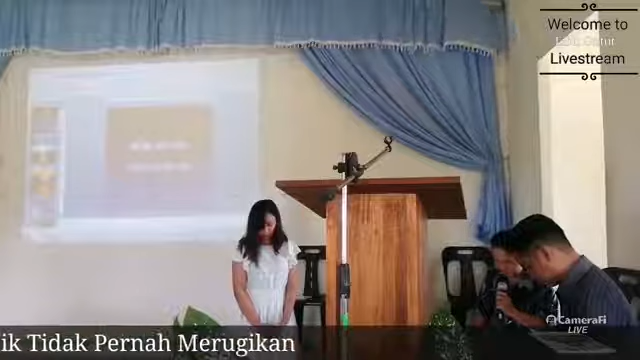 Welcome to
Livestream
CameraFi
LIVE
ik Tidak Pernah Merugikan